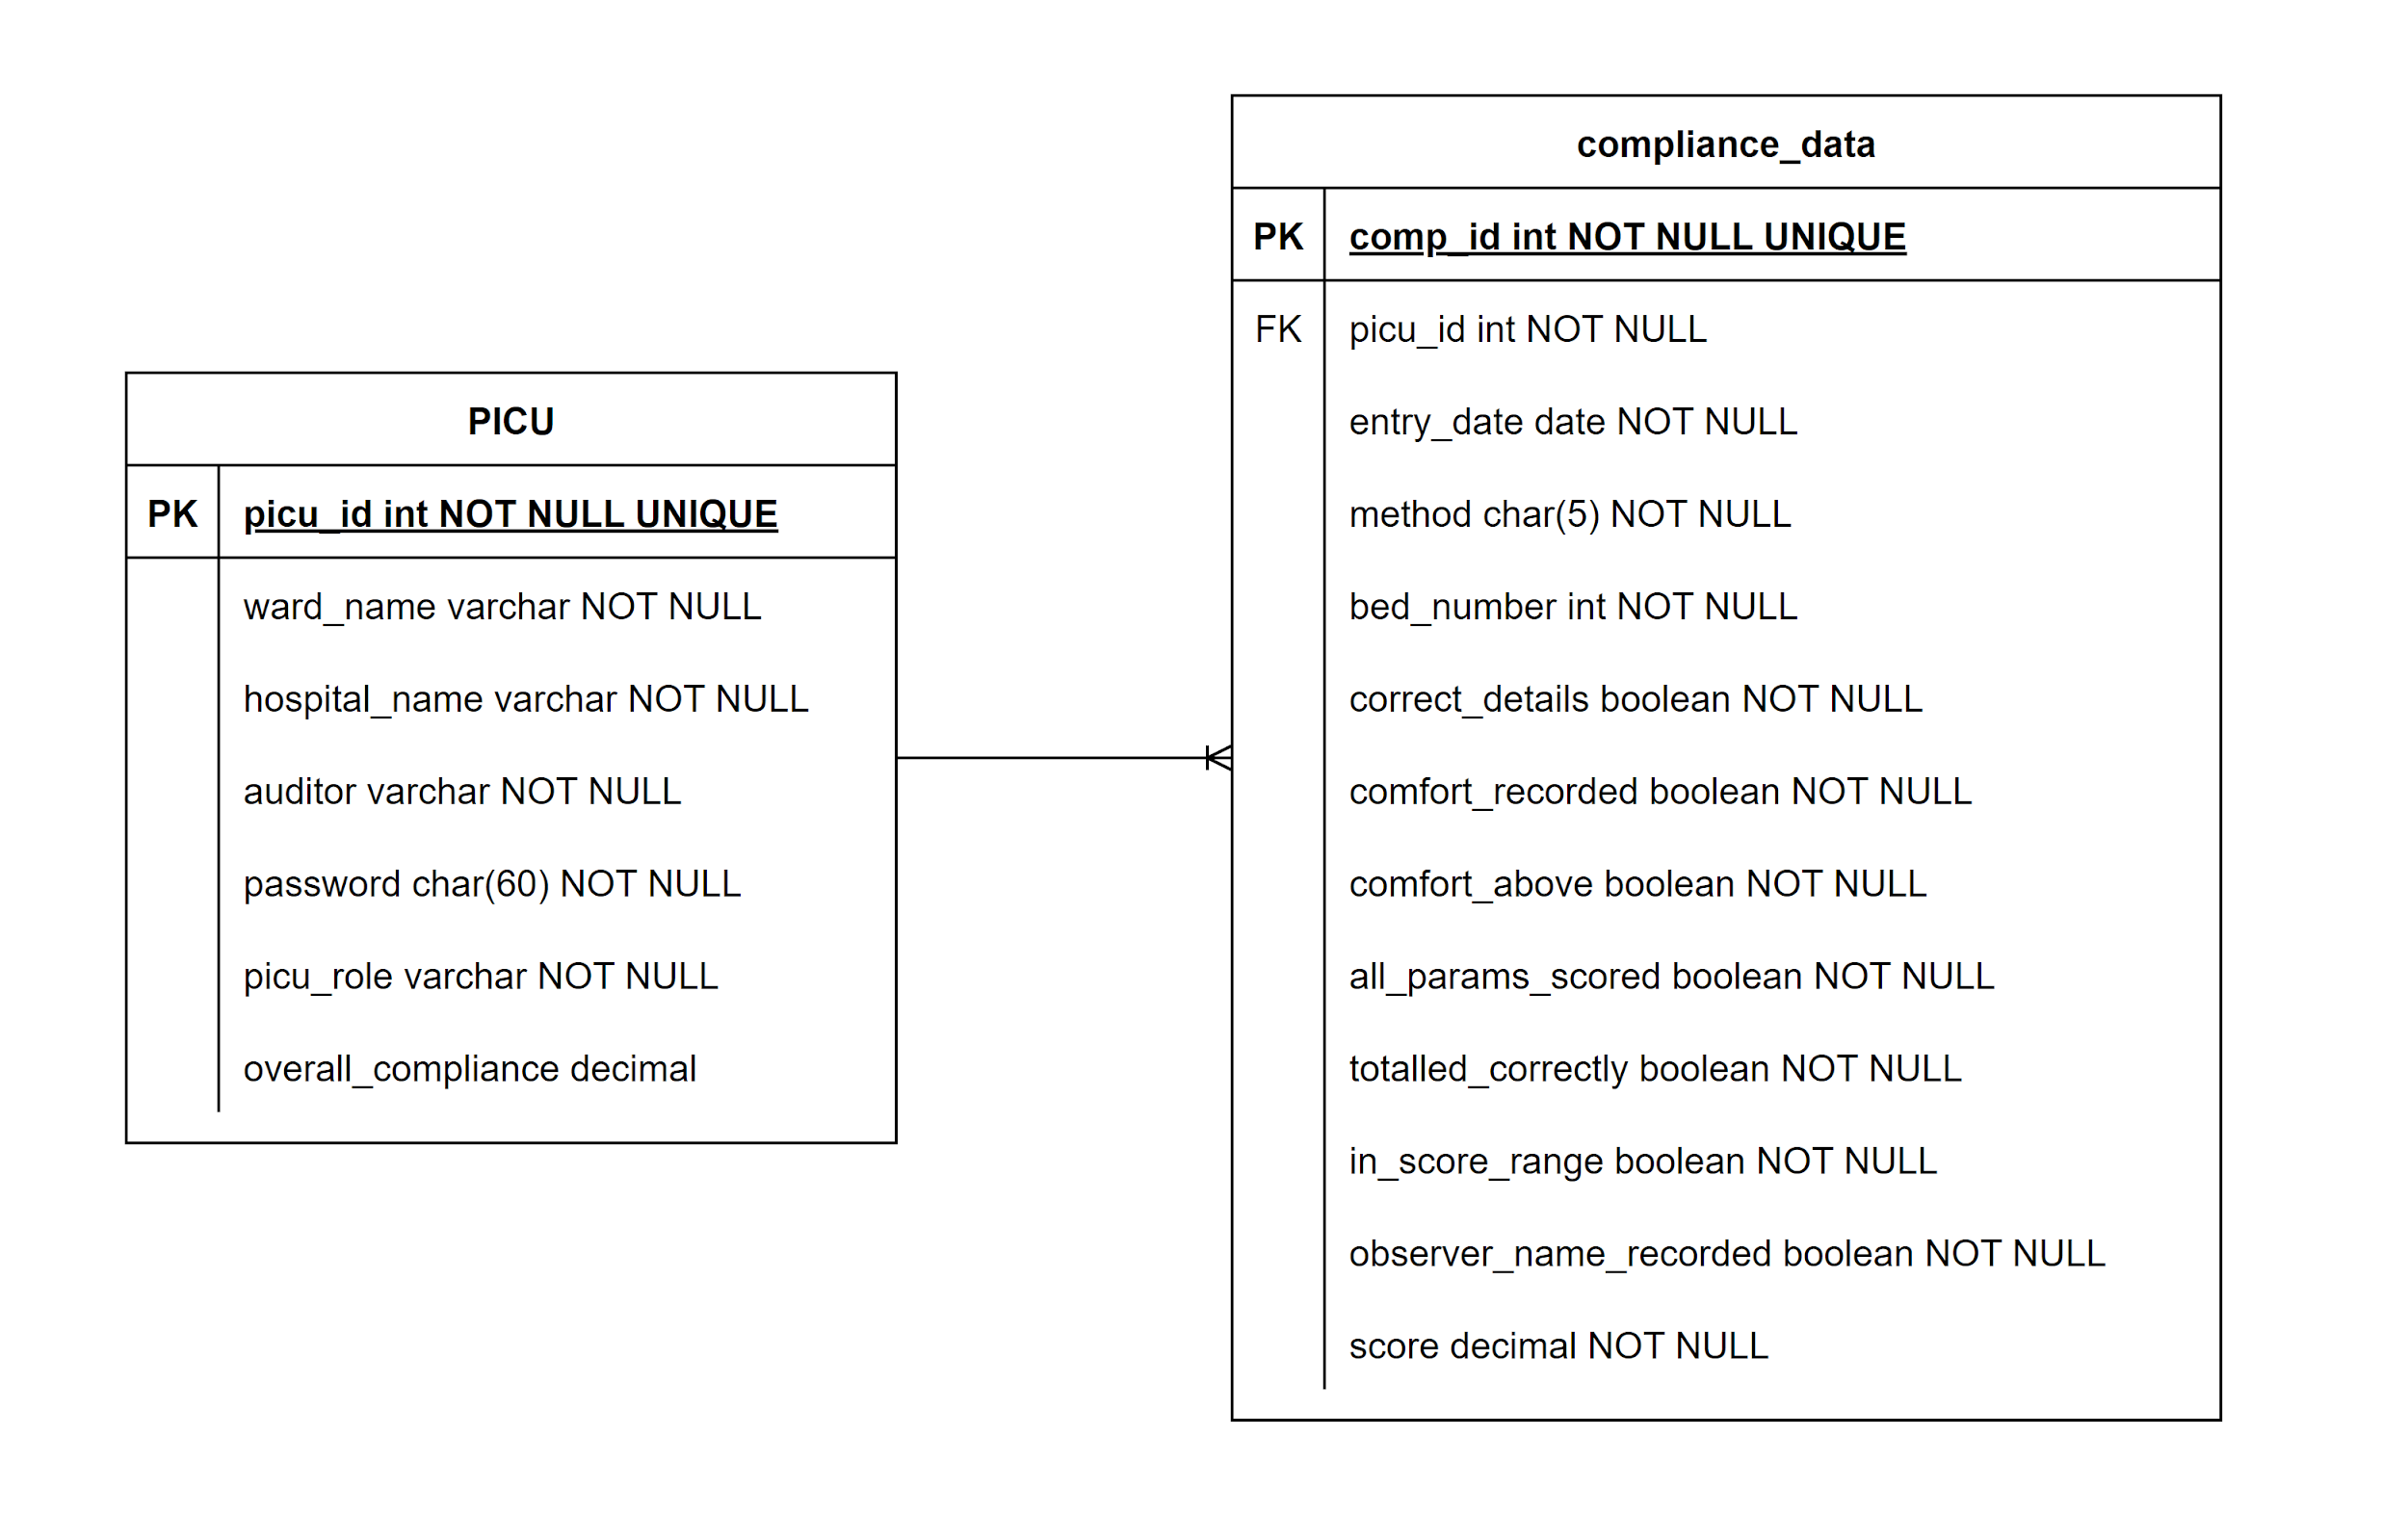 PICU
PK picu_id int NOT NULL UNIQUE
ward_name varchar NOT NULL
hospital_name varchar NOT NULL
auditor varchar NOT NULL
password char(60) NOT NULL
picu_role varchar NOT NULL
overall_compliance decimal
compliance_data
PK comp_id int NOT NULL UNIQUE
FK picu_id int NOT NULL
entry_date date NOT NULL
method char(5) NOT NULL
bed_number int NOT NULL
correct_details boolean NOT NULL
comfort_recorded boolean NOT NULL
comfort_above boolean NOT NULL
all_params_scored boolean NOT NULL
totalled_correctly boolean NOT NULL
in_score_range boolean NOT NULL
observer_name_recorded boolean NOT NULL
score decimal NOT NULL